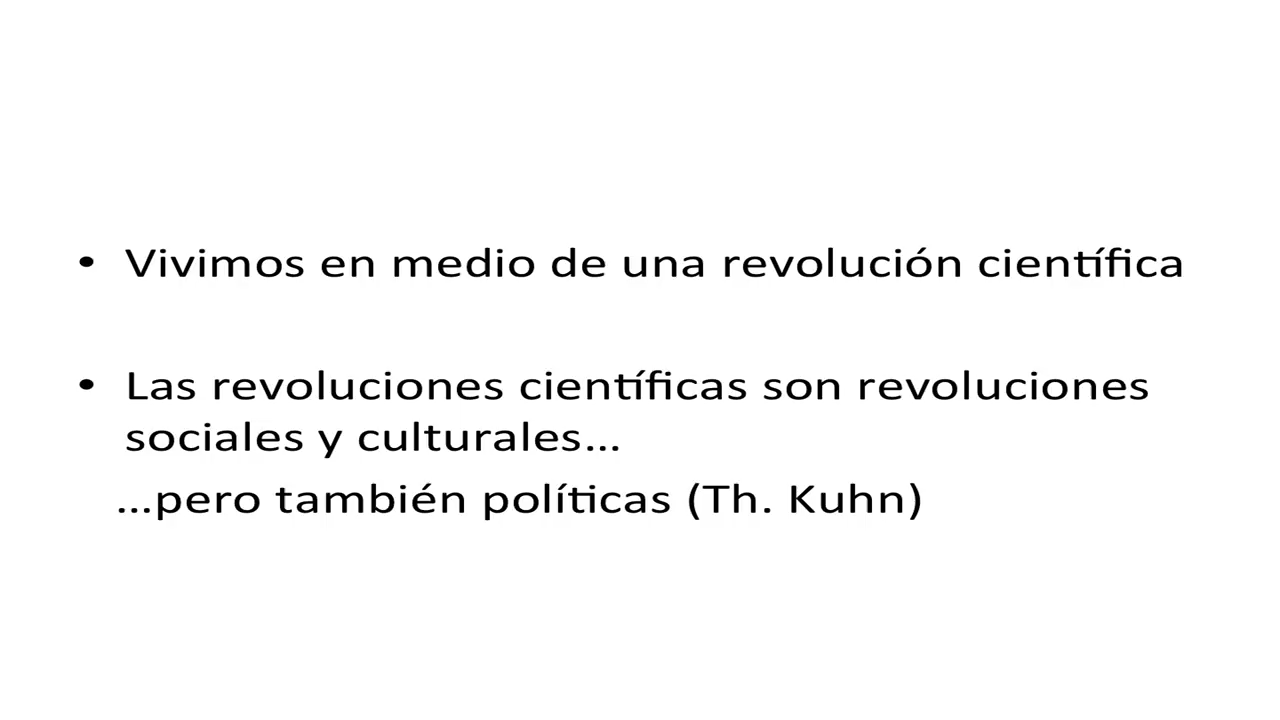 • Vivimos en medio de una revolución científica
• Las revoluciones científicas son revoluciones
sociales y culturales...
...pero también políticas (Th. Kuhn)